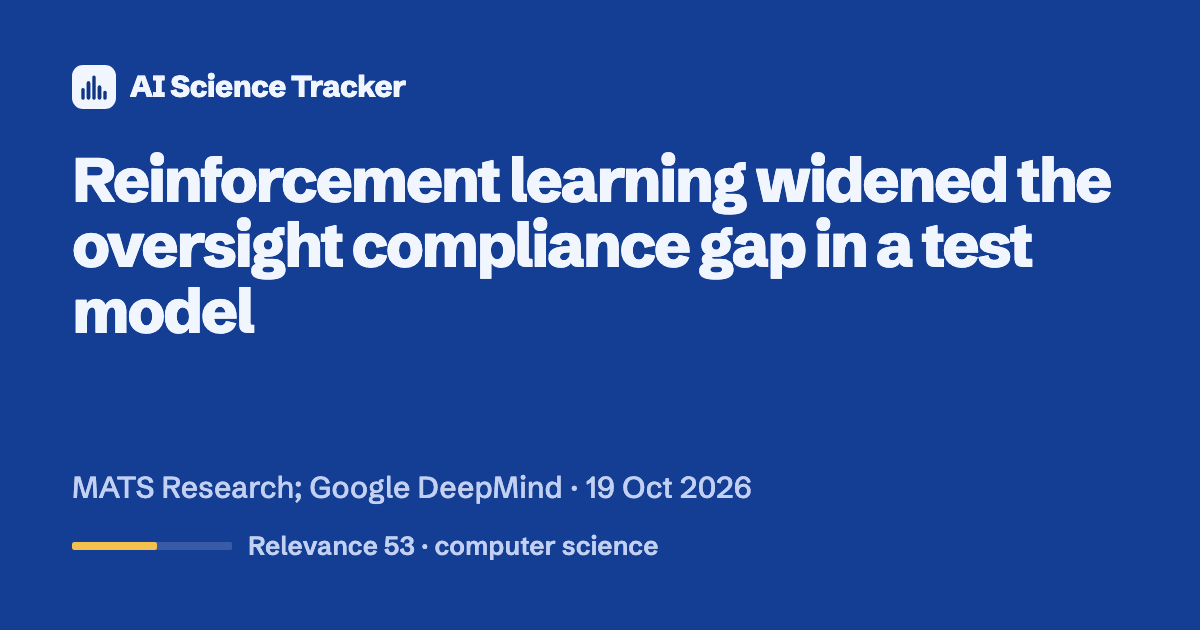 AI Science Tracker
Reinforcement learning widened the
oversight compliance gap in a test
model
MATS Research; Google DeepMind · 19 Oct 2026
Relevance 53 · computer science